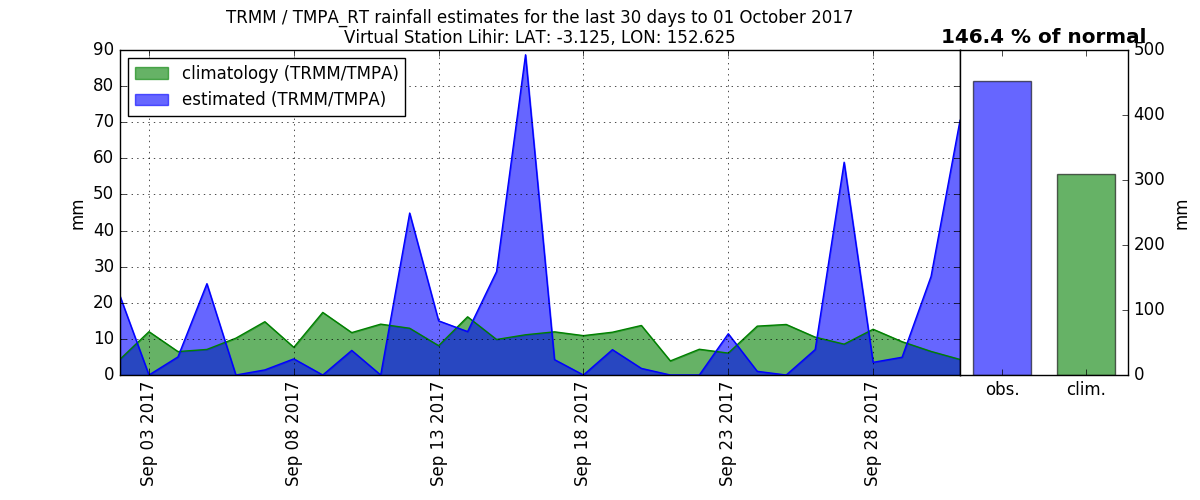 TRMM / TMPA_RT rainfall estimates for the last 30 days to 01 October 2017
Virtual Station Lihir: LAT: -3.125, LON: 152.625
146.4 % of normal
climatology (TRMM/TMPA)
estimated (TRMM/TMPA)
90
80
70
60
50
40
30
20
10
0
mm
Sep 03 2017
Sep 08 2017
Sep 13 2017
Sep 18 2017
Sep 23 2017
Sep 28 2017
obs.
clim.
500
400
300
200
100
0
mm